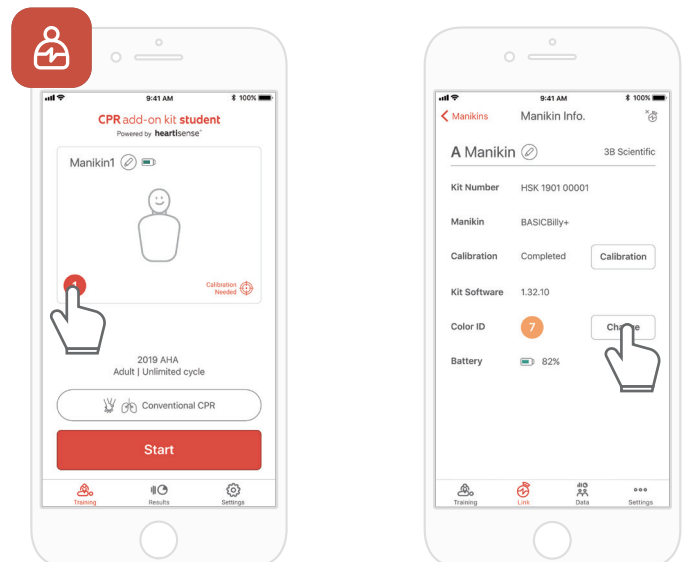 9:41 AM
100%
CPR add-on kit student
Powered by heartisense®
Manikin1
Calibration
Needed
2019 AHA
Adult | Unlimited cycle
Conventional CPR
Start
Training
Results
Settings
9:41 AM
100%
Manikins
Manikin Info.
A Manikin
3B Scientific
Kit Number
HSK 1901 00001
Manikin
BASICBilly+
Calibration
Completed
Calibration
Kit Software
1.32.10
Color ID
7
Battery
82%
Training
Link
Data
Settings